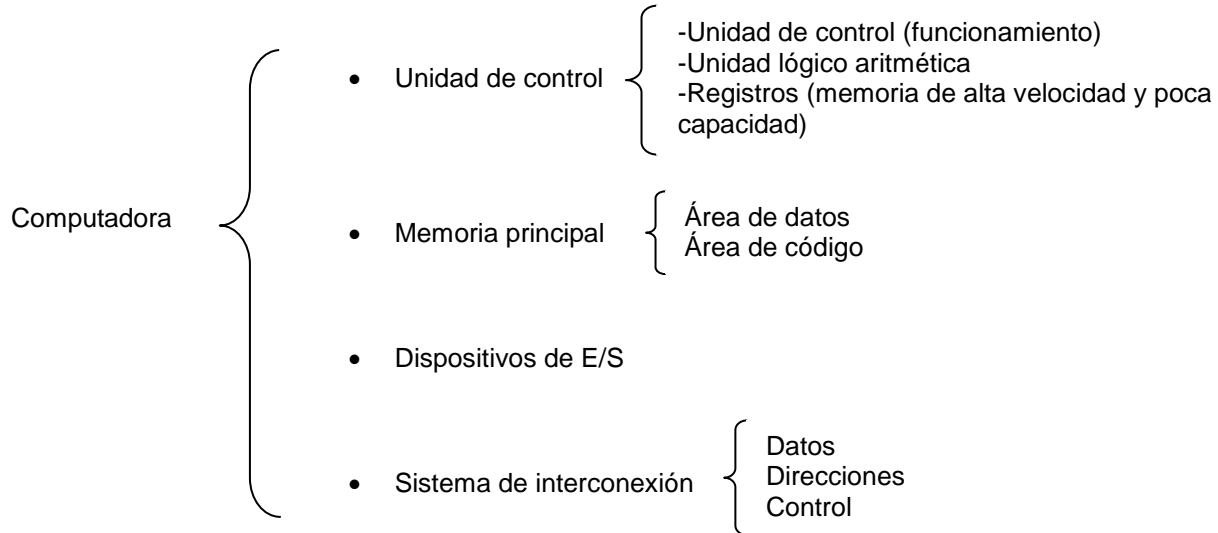 Computadora
• Unidad de control
-Unidad de control (funcionamiento)
-Unidad lógico aritmética
-Registros (memoria de alta velocidad y poca
capacidad)
• Memoria principal
Área de datos
Área de código
• Dispositivos de E/S
• Sistema de interconexión
Datos
Direcciones
Control